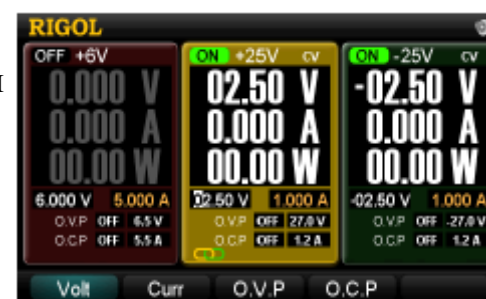 RIGOL
OFF +6V ON +25V CV ON -25V CV
0.000 V 02.50 V -02.50 V
0.000 A 0.000 A 0.000 A
00.00 W 00.00 W 00.00 W
6.000 V 5.000 A 02.50 V 1.000 A -02.50 V 1.000 A
O.V.P OFF 6.5 V O.V.P OFF 27.0 V O.V.P OFF -27.0 V
O.C.P OFF 5.5 A O.C.P OFF 1.2 A O.C.P OFF 1.2 A
Volt Curr O.V.P O.C.P